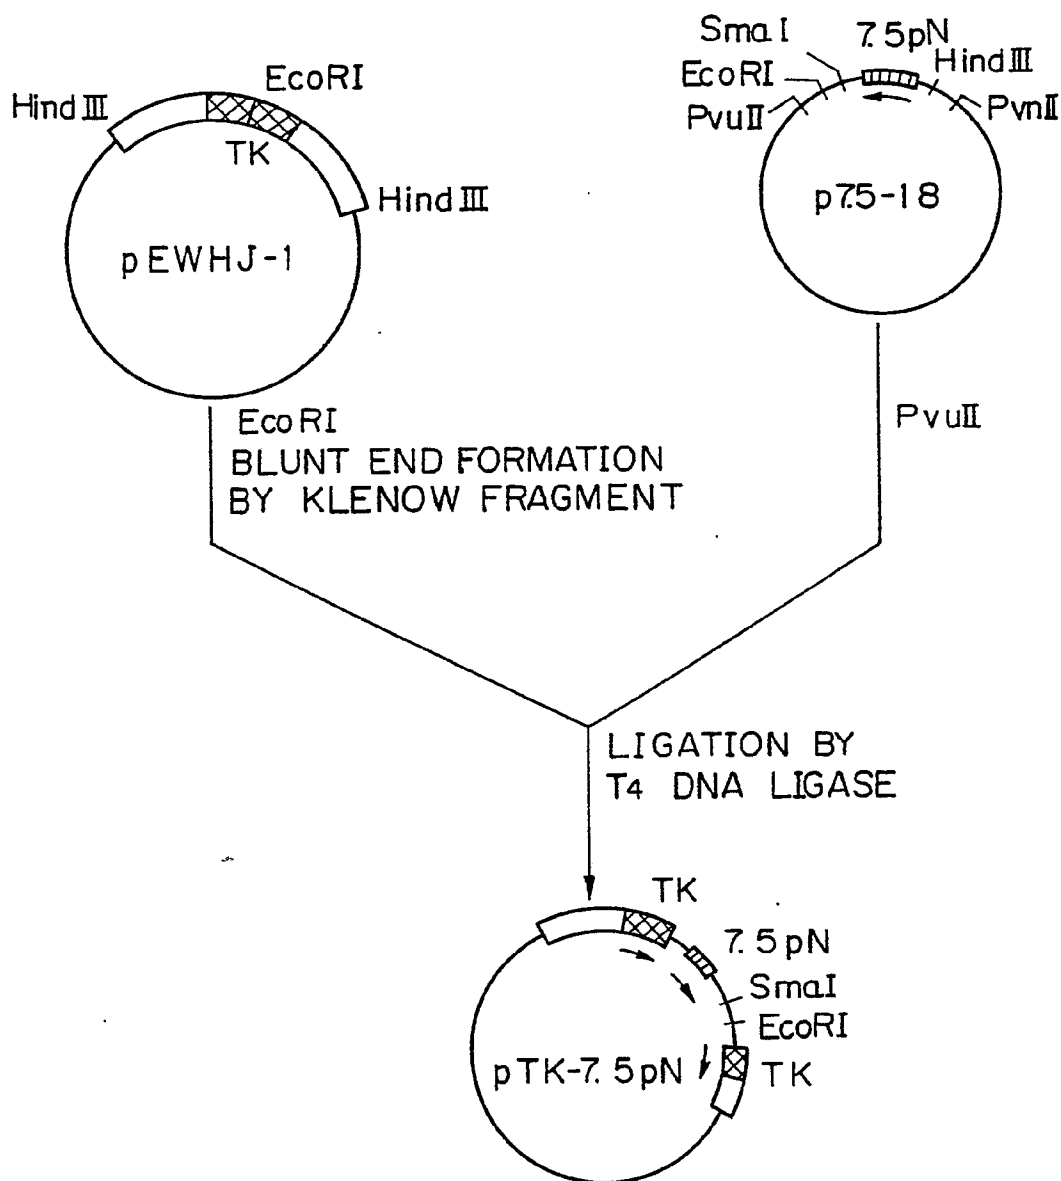 Hind III
EcoRI
TK
Hind III
pEWHJ-1
SmaI
7.5pN
EcoRI
Hind III
PvuII
PvnII
p7.5-18
EcoRI
BLUNT END FORMATION
BY KLENOW FRAGMENT
PvuII
LIGATION BY
T4 DNA LIGASE
TK
7.5pN
SmaI
EcoRI
TK
pTK-7.5pN